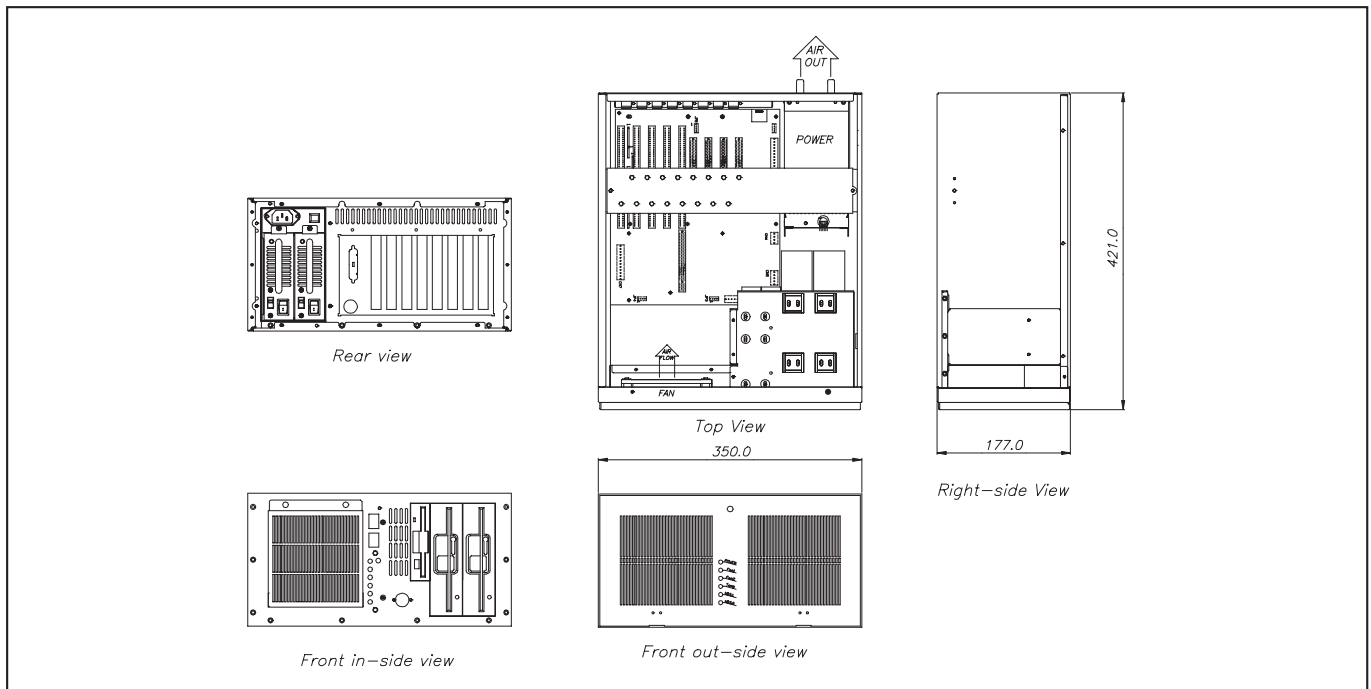 AIR
OUT
POWER
421.0
Rear view
AIR
FLOW
FAN
Top View
350.0
177.0
Right-side View
Front in-side view
Front out-side view